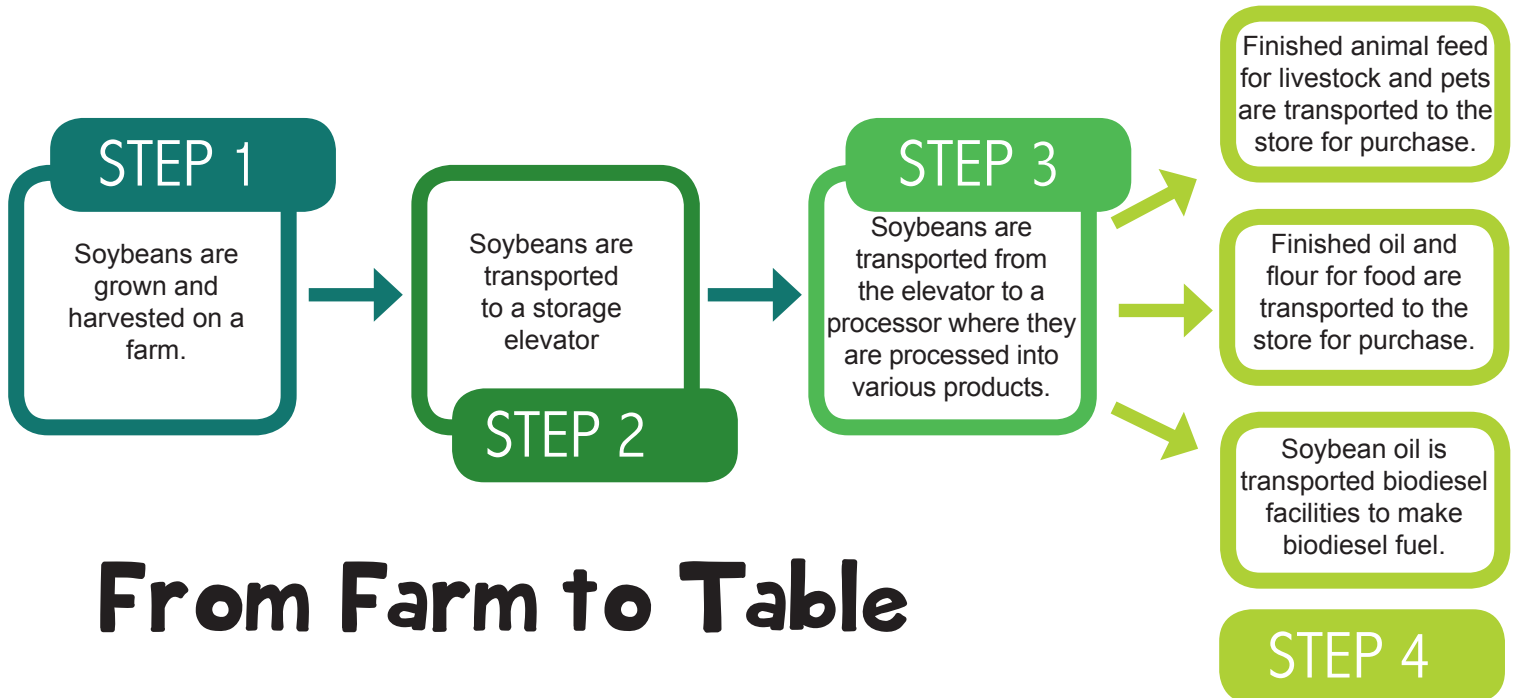 STEP 1
Soybeans are
grown and
harvested on a
farm.
Soybeans are
transported
to a storage
elevator
STEP 2
STEP 3
Soybeans are
transported from
the elevator to a
processor where they
are processed into
various products.
Finished animal feed
for livestock and pets
are transported to the
store for purchase.
Finished oil and
flour for food are
transported to the
store for purchase.
Soybean oil is
transported biodiesel
facilities to make
biodiesel fuel.
STEP 4
From Farm to Table